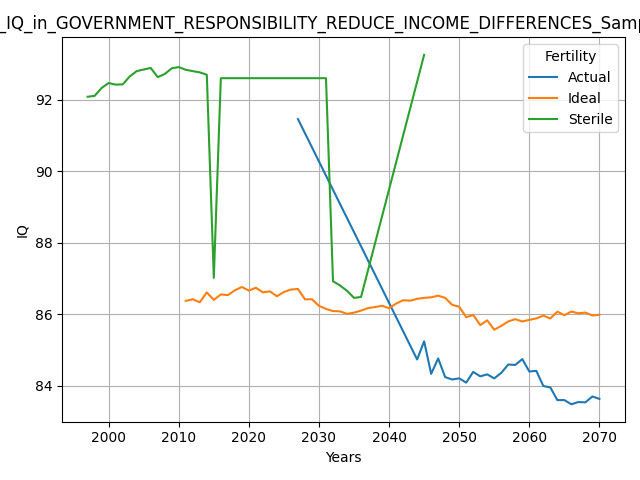 _IQ_in_GOVERNMENT_RESPONSIBILITY_REDUCE_INCOME_DIFFERENCES_Samp
Fertility
Actual
Ideal
Sterile
IQ
92
90
88
86
84
2000 2010 2020 2030 2040 2050 2060 2070
Years